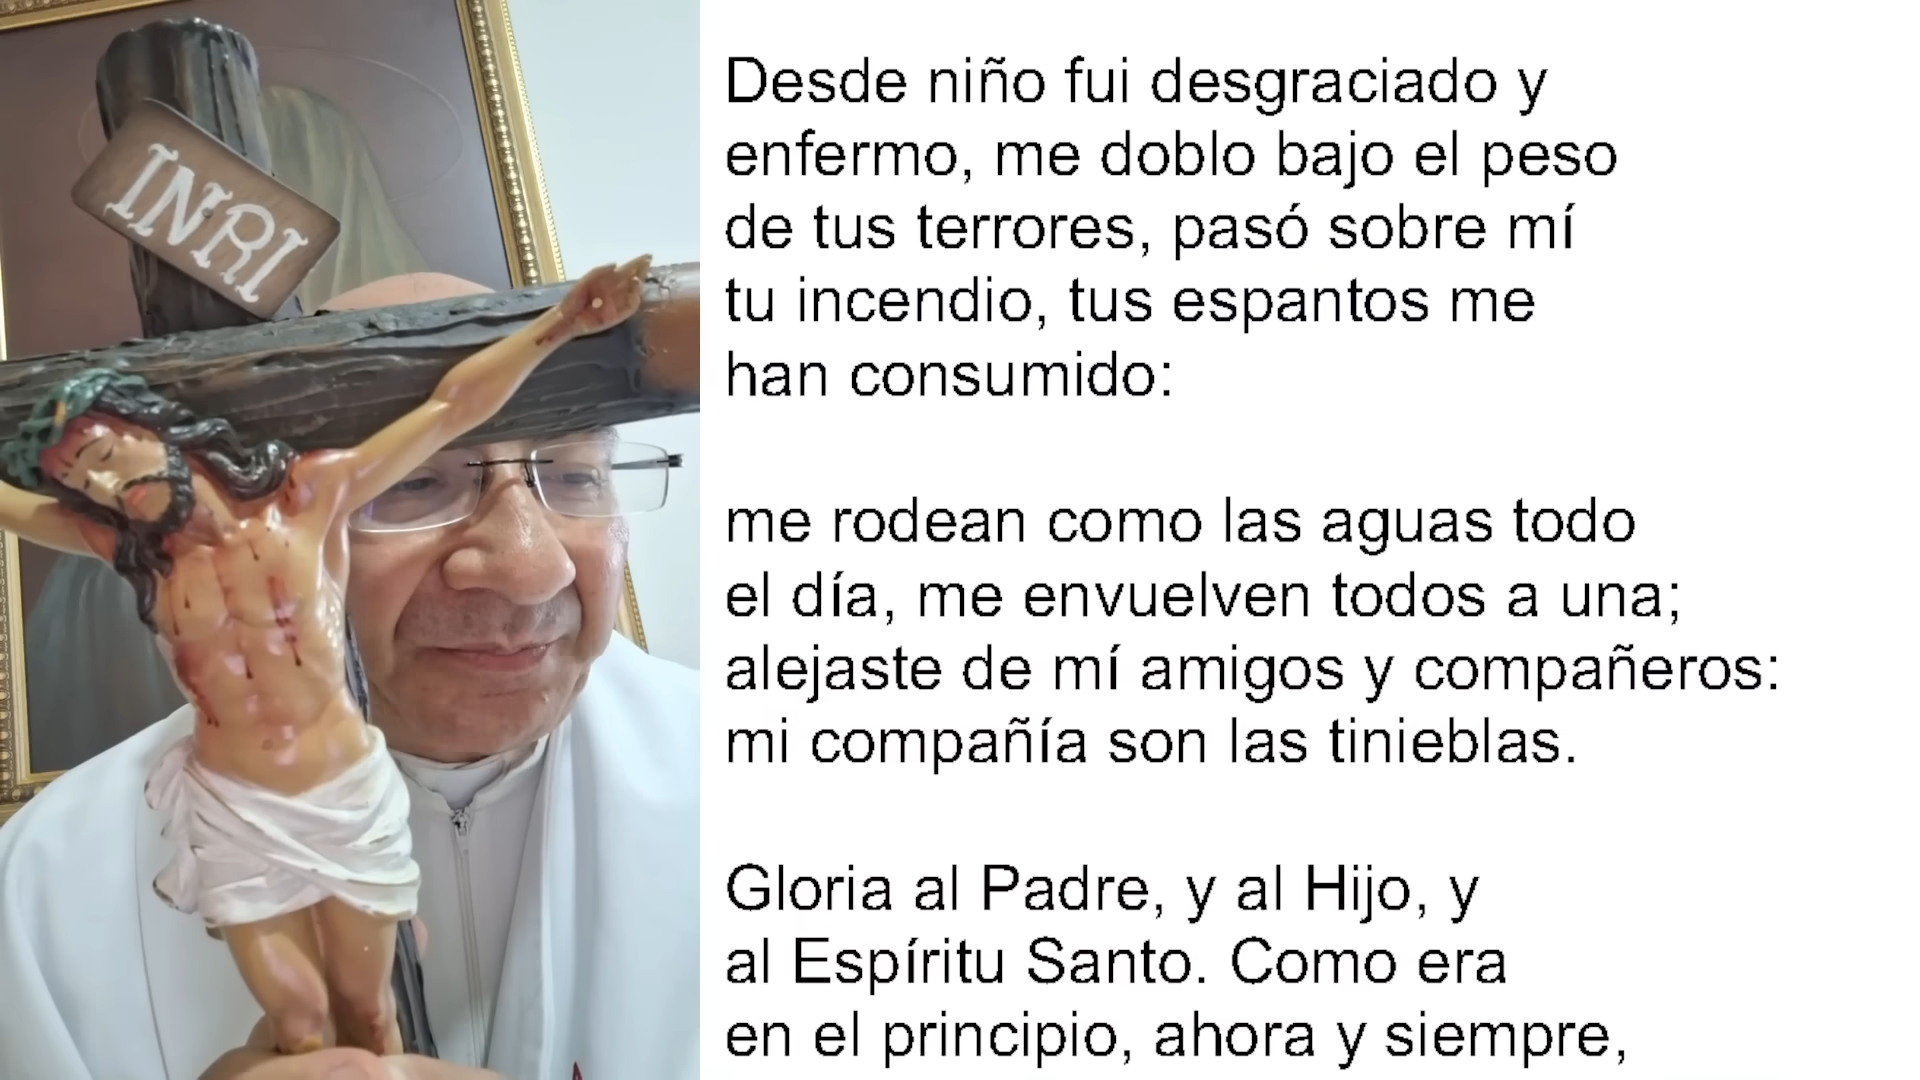 INRI
Desde niño fui desgraciado y
enfermo, me doblo bajo el peso
de tus terrores, pasó sobre mí
tu incendio, tus espantos me
han consumido:
me rodean como las aguas todo
el día, me envuelven todos a una;
alejaste de mí amigos y compañeros:
mi compañía son las tinieblas.
Gloria al Padre, y al Hijo, y
al Espíritu Santo. Como era
en el principio, ahora y siempre,